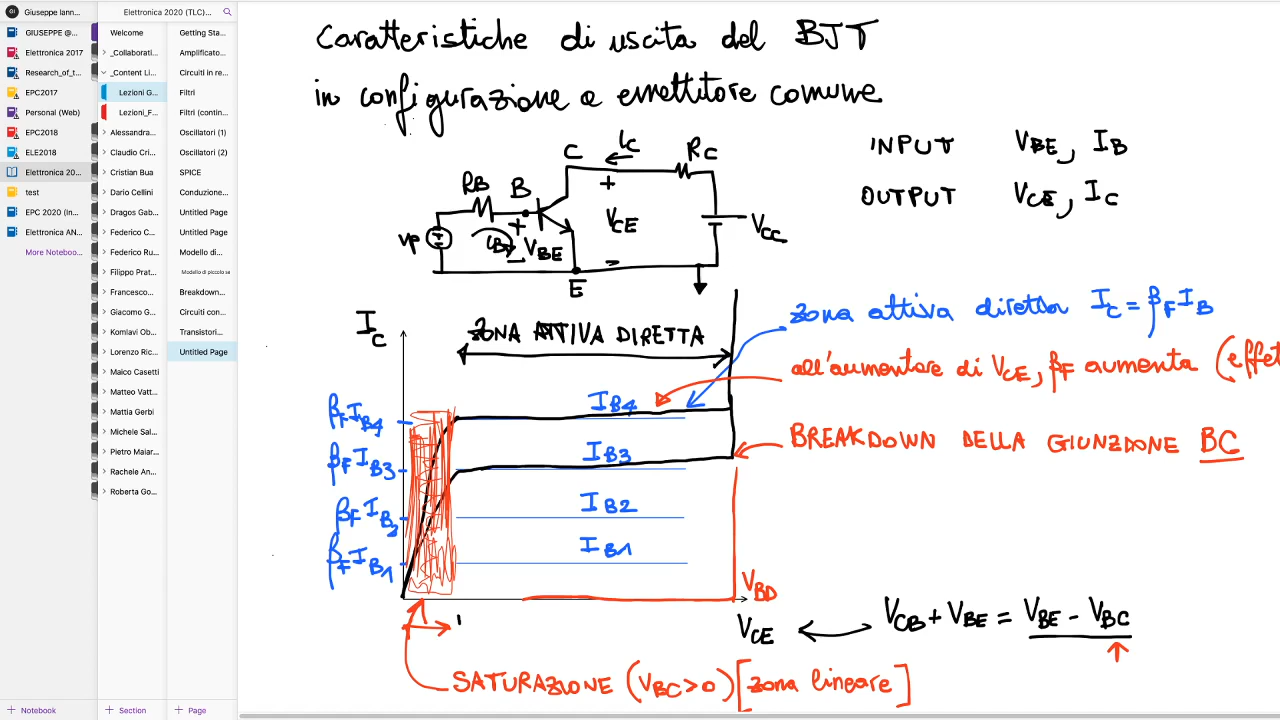 Giuseppe Iann...
Elettronica 2020 (TLC)...
GIUSEPPE @...
Elettronica 2017
Research_of_t...
EPC2017
Personal (Web)
EPC2018
ELE2018
Elettronica 20...
test
EPC 2020 (In...
Elettronica AN...
More Noteboo...
Welcome
_Collaborati...
_Content Li...
Lezioni G...
Lezioni_F...
Alessandra...
Claudio Cri...
Cristian Bua
Dario Cellini
Dragos Gab...
Federico C...
Federico Ru...
Filippo Prat...
Francesco...
Giacomo G...
Komlavi Ob...
Lorenzo Ric...
Maico Casetti
Matteo Vatt...
Mattia Gerbi
Michele Sal...
Pietro Maiar...
Rachele An...
Roberta Go...
Getting Sta...
Amplificato...
Circuiti in re...
Filtri
Filtri (contin...
Oscillatori (1)
Oscillatori (2)
SPICE
Conduzione...
Untitled Page
Untitled Page
Modello di...
Modello di piccolo se
Breakdown...
Circuiti con...
Transistori...
Untitled Page
+ Notebook
+ Section
+ Page
Caratteristiche di uscita del BJT
in configurazione a emettitore comune
INPUT VBE, IB
OUTPUT VCE, IC
C
iC
RC
RB
B
+
+
VP
iB
VBE
VCE
VCC
-
-
E
IC
ZONA ATTIVA DIRETTA
zona attiva diretta IC = βF IB
all'aumentare di VCE, βF aumenta (effet
BREAKDOWN DELLA GIUNZIONE BC
βF IB4
IB4
βF IB3
IB3
βF IB2
IB2
βF IB1
IB1
VBD
VCE
VCB + VBE = VBE - VBC
SATURAZIONE (VBC>0) [zona lineare]